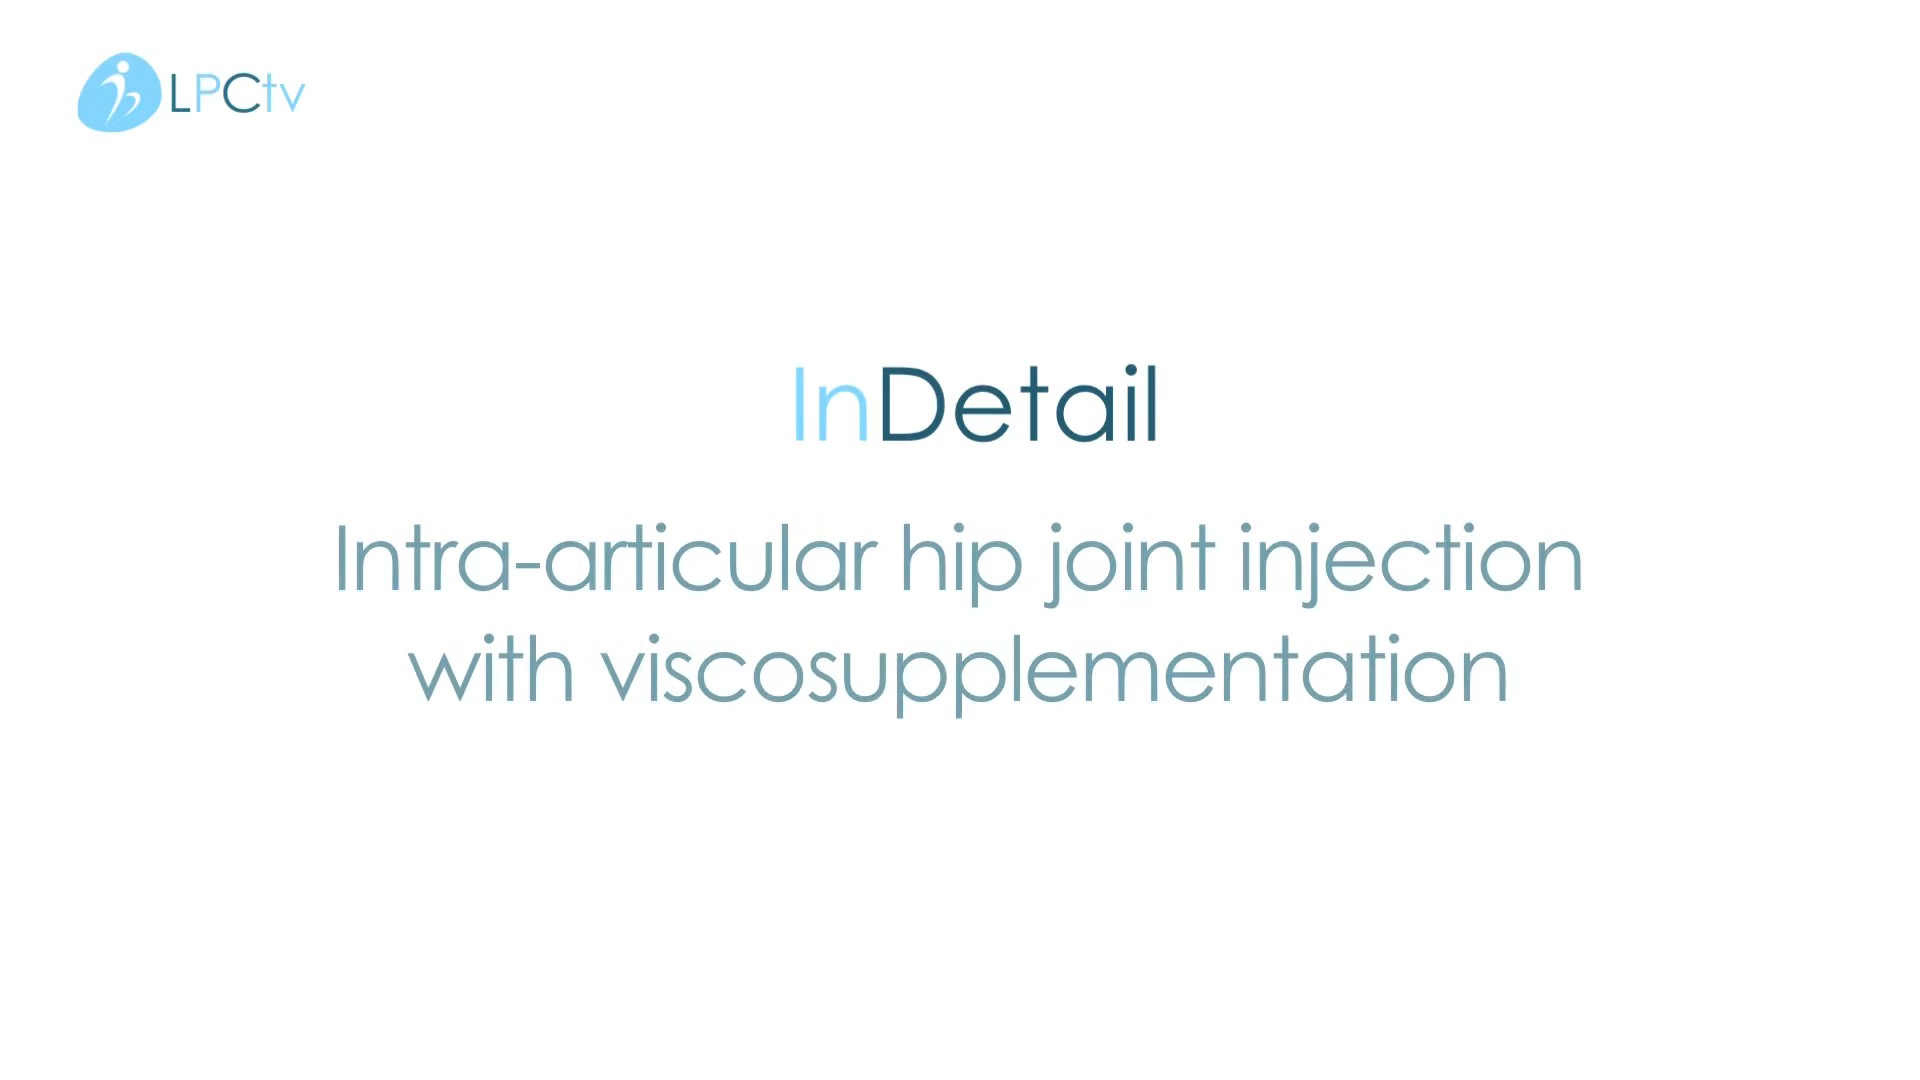 LPCtv
InDetail
Intra-articular hip joint injection
with viscosupplementation